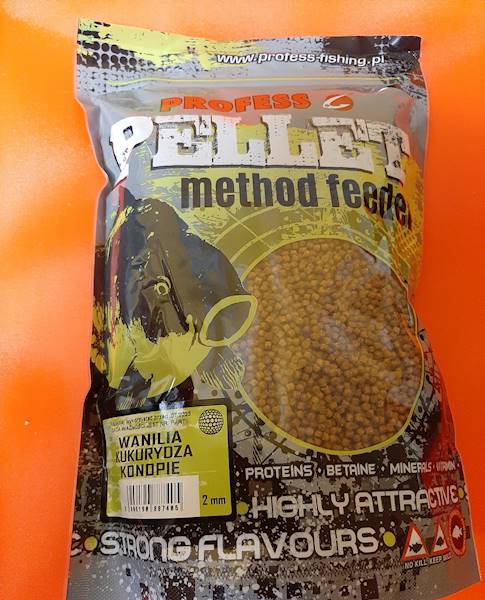 www.profess-fishing.pl
PROFESS
PELLET
method feeder
WANILIA
KUKURYDZA
KONOPIE
2 mm
PROTEINS • BETAINE • MINERALS • VITAMIN
• HIGHLY ATTRACTIVE •
• STRONG FLAVOURS •
NO KILL KEEP